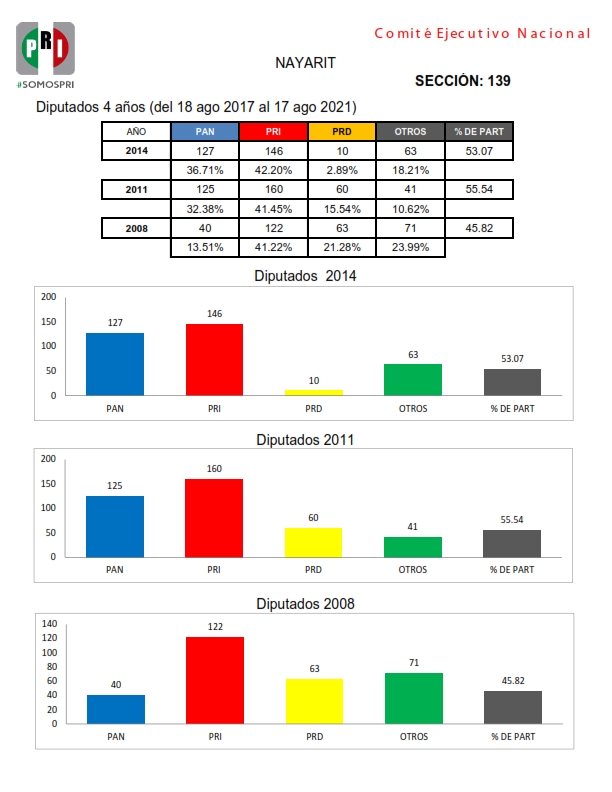 Comité Ejecutivo Nacional
PRI
#SOMOSPRI
NAYARIT
SECCIÓN: 139
Diputados 4 años (del 18 ago 2017 al 17 ago 2021)
AÑO PAN PRI PRD OTROS % DE PART
2014 127 146 10 63 53.07
36.71% 42.20% 2.89% 18.21%
2011 125 160 60 41 55.54
32.38% 41.45% 15.54% 10.62%
2008 40 122 63 71 45.82
13.51% 41.22% 21.28% 23.99%
Diputados 2014
200
150
100
50
0
127 146 10 63 53.07
PAN PRI PRD OTROS % DE PART
Diputados 2011
200
150
100
50
0
125 160 60 41 55.54
PAN PRI PRD OTROS % DE PART
Diputados 2008
140
120
100
80
60
40
20
0
40 122 63 71 45.82
PAN PRI PRD OTROS % DE PART